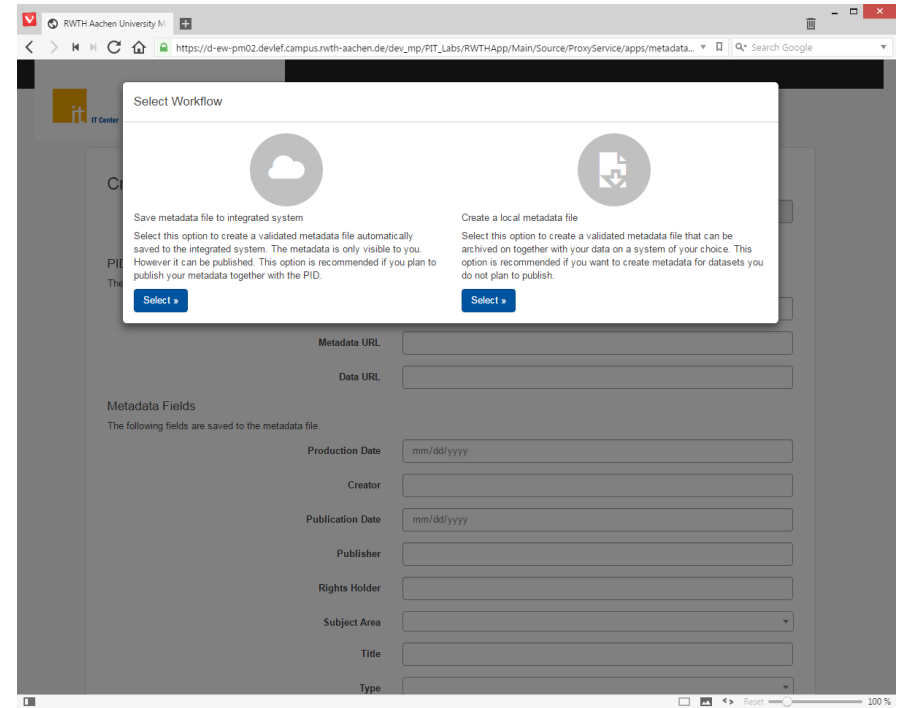 RWTH Aachen University M
https://d-ew-pm02.devlef.campus.rwth-aachen.de/dev_mp/PIT_Labs/RWTHApp/Main/Source/ProxyService/apps/metadata...
Search Google
it
IT Center
Select Workflow
Save metadata file to integrated system
Select this option to create a validated metadata file automatically
saved to the integrated system. The metadata is only visible to you.
However it can be published. This option is recommended if you plan to
publish your metadata together with the PID.
Select »
Create a local metadata file
Select this option to create a validated metadata file that can be
archived on together with your data on a system of your choice. This
option is recommended if you want to create metadata for datasets you
do not plan to publish.
Select »
Cr
PID
The
Metadata URL
Data URL
Metadata Fields
The following fields are saved to the metadata file.
Production Date
mm/dd/yyyy
Creator
Publication Date
mm/dd/yyyy
Publisher
Rights Holder
Subject Area
Title
Type
Reset
100 %